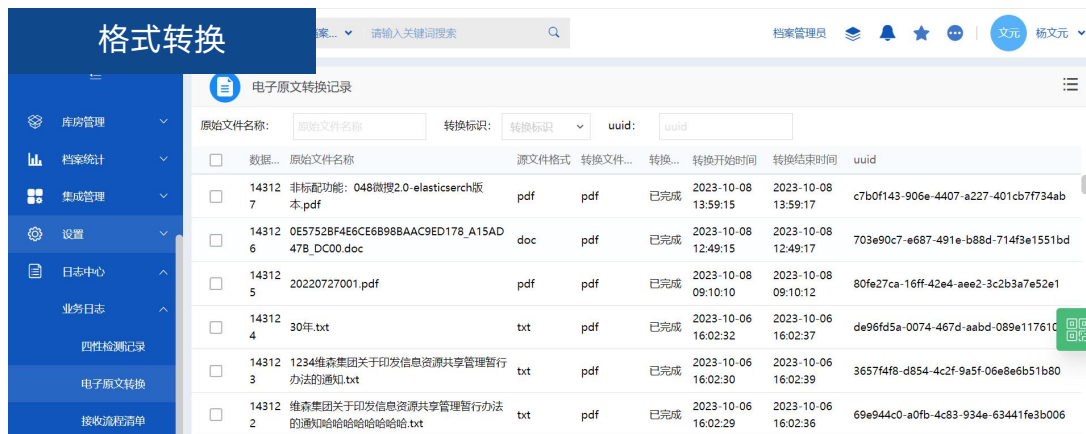 格式转换
案...
请输入关键词搜索
档案管理员
文元
杨文元
电子原文转换记录
库房管理
档案统计
集成管理
设置
日志中心
业务日志
四性检测记录
电子原文转换
接收流程清单
原始文件名称:
原始文件名称
转换标识:
转换标识
uuid:
uuid
数据... 原始文件名称 源文件格式 转换文件... 转换... 转换开始时间 转换结束时间 uuid
14312 非标配功能：048微搜2.0-elasticserch版 pdf pdf 已完成 2023-10-08 2023-10-08 c7b0f143-906e-4407-a227-401cb7f734ab
7 本.pdf 13:59:15 13:59:17
14312 0E5752BF4E6CE6B98BAAC9ED178_A15AD doc pdf 已完成 2023-10-08 2023-10-08 703e90c7-e687-491e-b88d-714f3e1551bd
6 47B_DC00.doc 12:49:15 12:49:17
14312 20220727001.pdf pdf pdf 已完成 2023-10-08 2023-10-08 80fe27ca-16ff-42e4-aee2-3c2b3a7e52e1
5 09:10:10 09:10:12
14312 30年.txt txt pdf 已完成 2023-10-06 2023-10-06 de96fd5a-0074-467d-aabd-089e11761
4 16:02:32 16:02:37
14312 1234维森集团关于印发信息资源共享管理暂行 txt pdf 已完成 2023-10-06 2023-10-06 3657f4f8-d854-4c2f-9a5f-06e8e6b51b80
3 办法的通知.txt 16:02:30 16:02:39
14312 维森集团关于印发信息资源共享管理暂行办法 txt pdf 已完成 2023-10-06 2023-10-06 69e944c0-a0fb-4c83-934e-63441fe3b006
2 的通知哈哈哈哈哈哈哈哈.txt 16:02:29 16:02:36